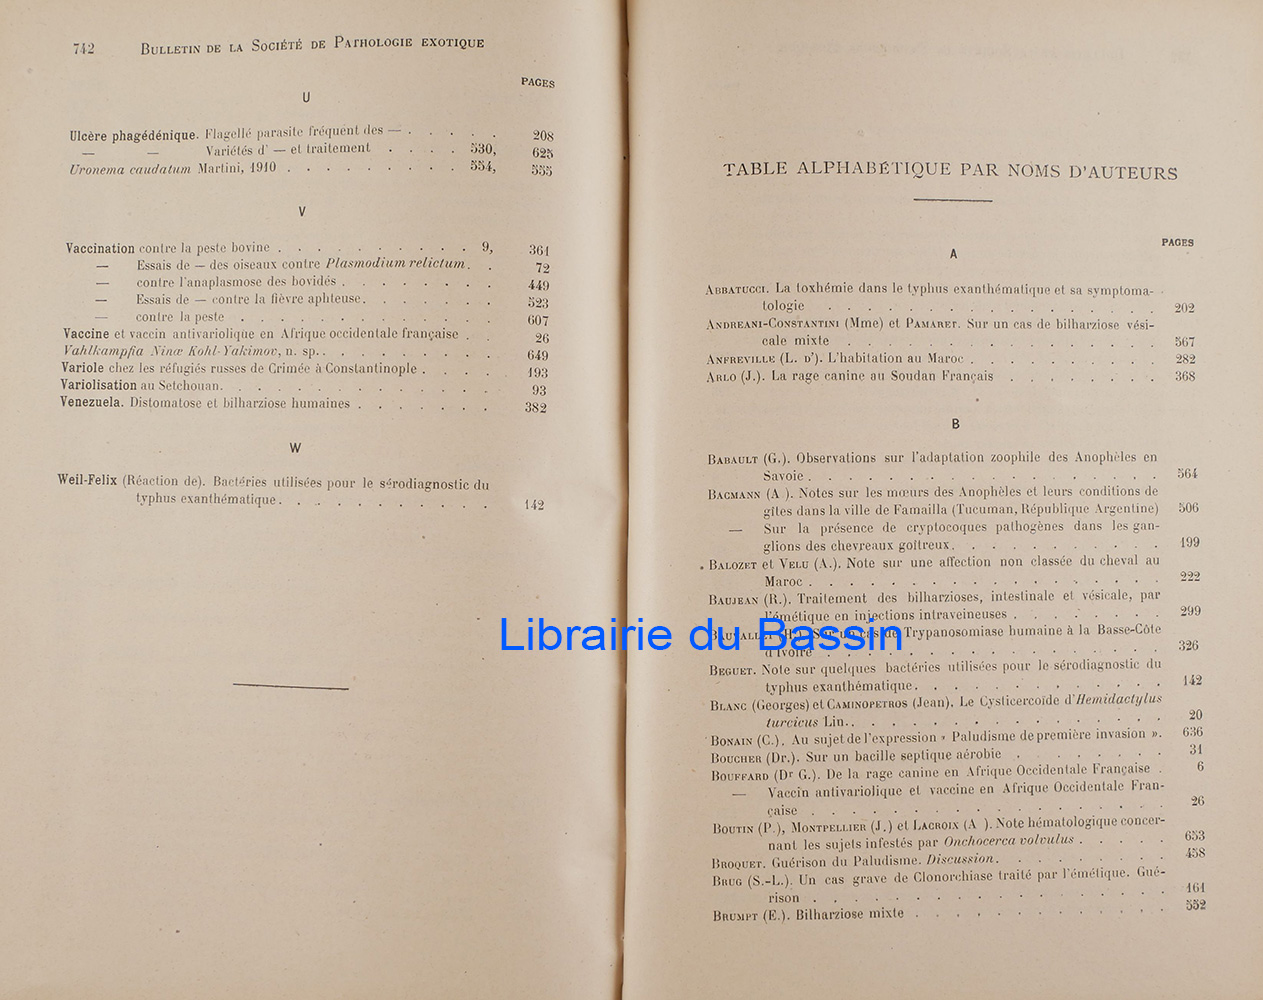 742 BULLETIN DE LA SOCIÉTÉ DE PATHOLOGIE EXOTIQUE
PAGES
U
Ulcère phagédénique. Flagellé parasite fréquent des — . . . . . 208
— — Variétés d' — et traitement . . . . 530, 625
Uronema caudatum Martini, 1910 . . . . . . . . . 554, 555
V
Vaccination contre la peste bovine . . . . . . . . . . 9, 361
— Essais de — des oiseaux contre Plasmodium relictum. . 72
— contre l'anaplasmose des bovidés . . . . . . . 449
— Essais de — contre la fièvre aphteuse. . . . . . . 523
— contre la peste . . . . . . . . . . . . . 607
Vaccine et vaccin antivariolique en Afrique occidentale française . . 26
Vahlkampfia Ninæ Kohl-Yakimov, n. sp. . . . . . . . . . 649
Variole chez les réfugiés russes de Crimée à Constantinople . . . . 193
Variolisation au Setchouan. . . . . . . . . . . . . 93
Venezuela. Distomatose et bilharziose humaines . . . . . . . 382
W
Weil-Felix (Réaction de). Bactéries utilisées pour le sérodiagnostic du
typhus exanthématique. . . . . . . . . . . 142
TABLE ALPHABÉTIQUE PAR NOMS D'AUTEURS
PAGES
A
ABBATUCCI. La toxhémie dans le typhus exanthématique et sa symptoma-
tologie . . . . . . . . . . . . . . . . 202
ANDREANI-CONSTANTINI (Mme) et PAMARET. Sur un cas de bilharziose vési-
cale mixte . . . . . . . . . . . . . . . 567
ANFREVILLE (L. D'). L'habitation au Maroc . . . . . . . . . 282
ARLO (J.). La rage canine au Soudan Français . . . . . . . . 368
B
BABAULT (G.). Observations sur l'adaptation zoophile des Anophèles en
Savoie . . . . . . . . . . . . . . . . 564
BACMANN (A ). Notes sur les mœurs des Anophèles et leurs conditions de
gîtes dans la ville de Famailla (Tucuman, République Argentine) 506
— Sur la présence de cryptocoques pathogènes dans les gan-
glions des chevreaux goîtreux. . . . . . . . . . 199
BALOZET et VELU (A.). Note sur une affection non classée du cheval au
Maroc . . . . . . . . . . . . . . . . 222
BAUJEAN (R.). Traitement des bilharzioses, intestinale et vésicale, par
l'émétique en injections intraveineuses . . . . . . . 299
(H.). Sur un cas de Trypanosomiase humaine à la Basse-Côte
d'Ivoire . . . . . . . . . . . . . . . . 326
BEGUET. Note sur quelques bactéries utilisées pour le sérodiagnostic du
typhus exanthématique. . . . . . . . . . . . 142
BLANC (Georges) et CAMINOPETROS (Jean). Le Cysticercoïde d'Hemidactylus
turcicus Lin. . . . . . . . . . . . . . . . 20
BONAIN (C.). Au sujet de l'expression « Paludisme de première invasion ». 636
BOUCHER (Dr.). Sur un bacille septique aérobie . . . . . . . 31
BOUFFARD (Dr G.). De la rage canine en Afrique Occidentale Française . 6
— Vaccin antivariolique et vaccine en Afrique Occidentale Fran-
çaise . . . . . . . . . . . . . . . . 26
BOUTIN (P.), MONTPELLIER (J.) et LACROIX (A ). Note hématologique concer-
nant les sujets infestés par Onchocerca volvulus . . . . . 653
BROQUET. Guérison du Paludisme. Discussion. . . . . . . . . 458
BRUG (S.-L.). Un cas grave de Clonorchiase traité par l'émétique. Gué-
rison . . . . . . . . . . . . . . . . 161
BRUMPT (E.). Bilharziose mixte . . . . . . . . . . . 552
Librairie du Bassin